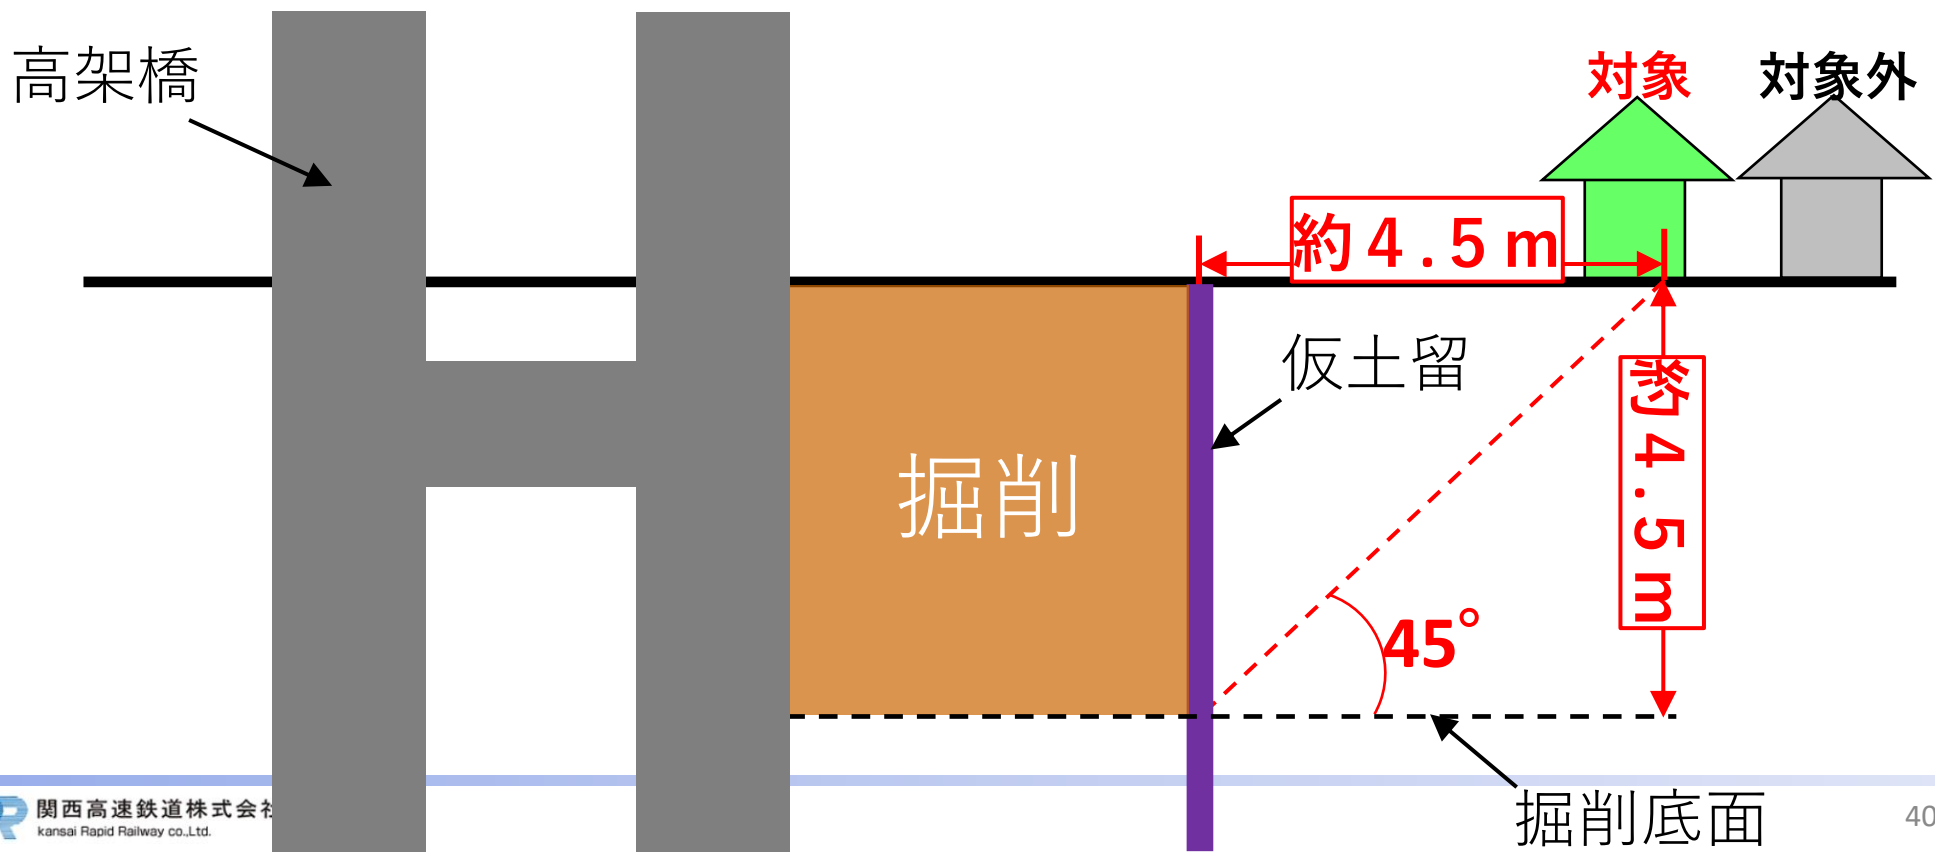 高架橋
対象
対象外
約4.5m
仮土留
約4.5m
掘削
45°
掘削底面
関西高速鉄道株式会
kansai Rapid Railway co.,Ltd.
40